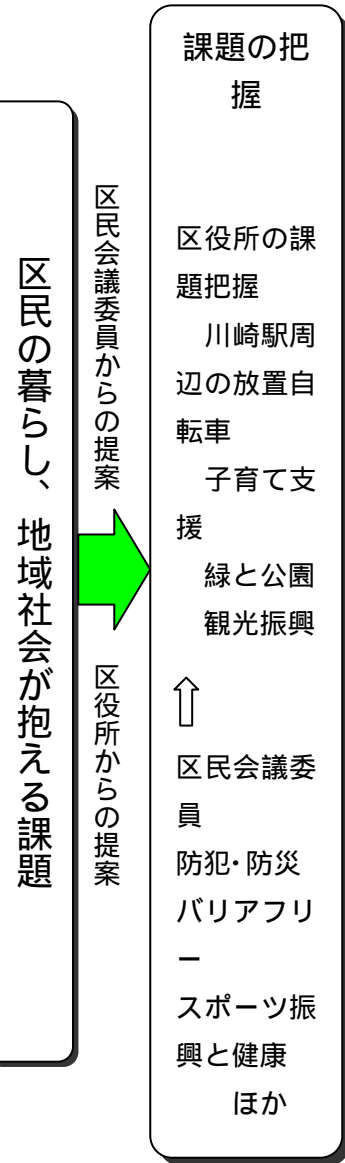 区民の暮らし、地域社会が抱える課題
区民会議委員からの提案
区役所からの提案
課題の把
握
区役所の課
題把握
川崎駅周
辺の放置自
転車
子育て支
援
緑と公園
観光振興
⇧
区民会議委
員
防犯・防災
バリアフリ
ー
スポーツ振
興と健康
ほか